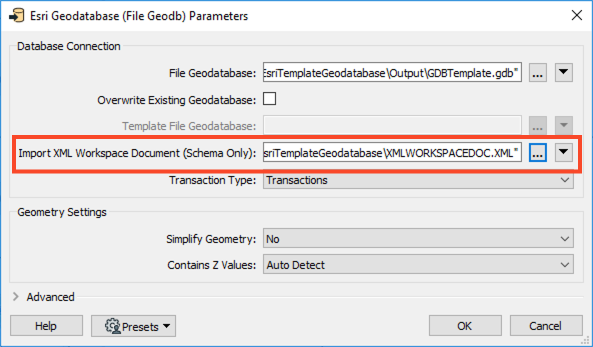 Esri Geodatabase (File Geodb) Parameters
Database Connection
File Geodatabase: EsriTemplateGeodatabase\Output\GDBTemplate.gdb" ...
Overwrite Existing Geodatabase:
Template File Geodatabase: ...
Import XML Workspace Document (Schema Only): sriTemplateGeodatabase\XMLWORKSPACEDOC.XML" ...
Transaction Type: Transactions
Geometry Settings
Simplify Geometry: No
Contains Z Values: Auto Detect
Advanced
Help Presets OK Cancel